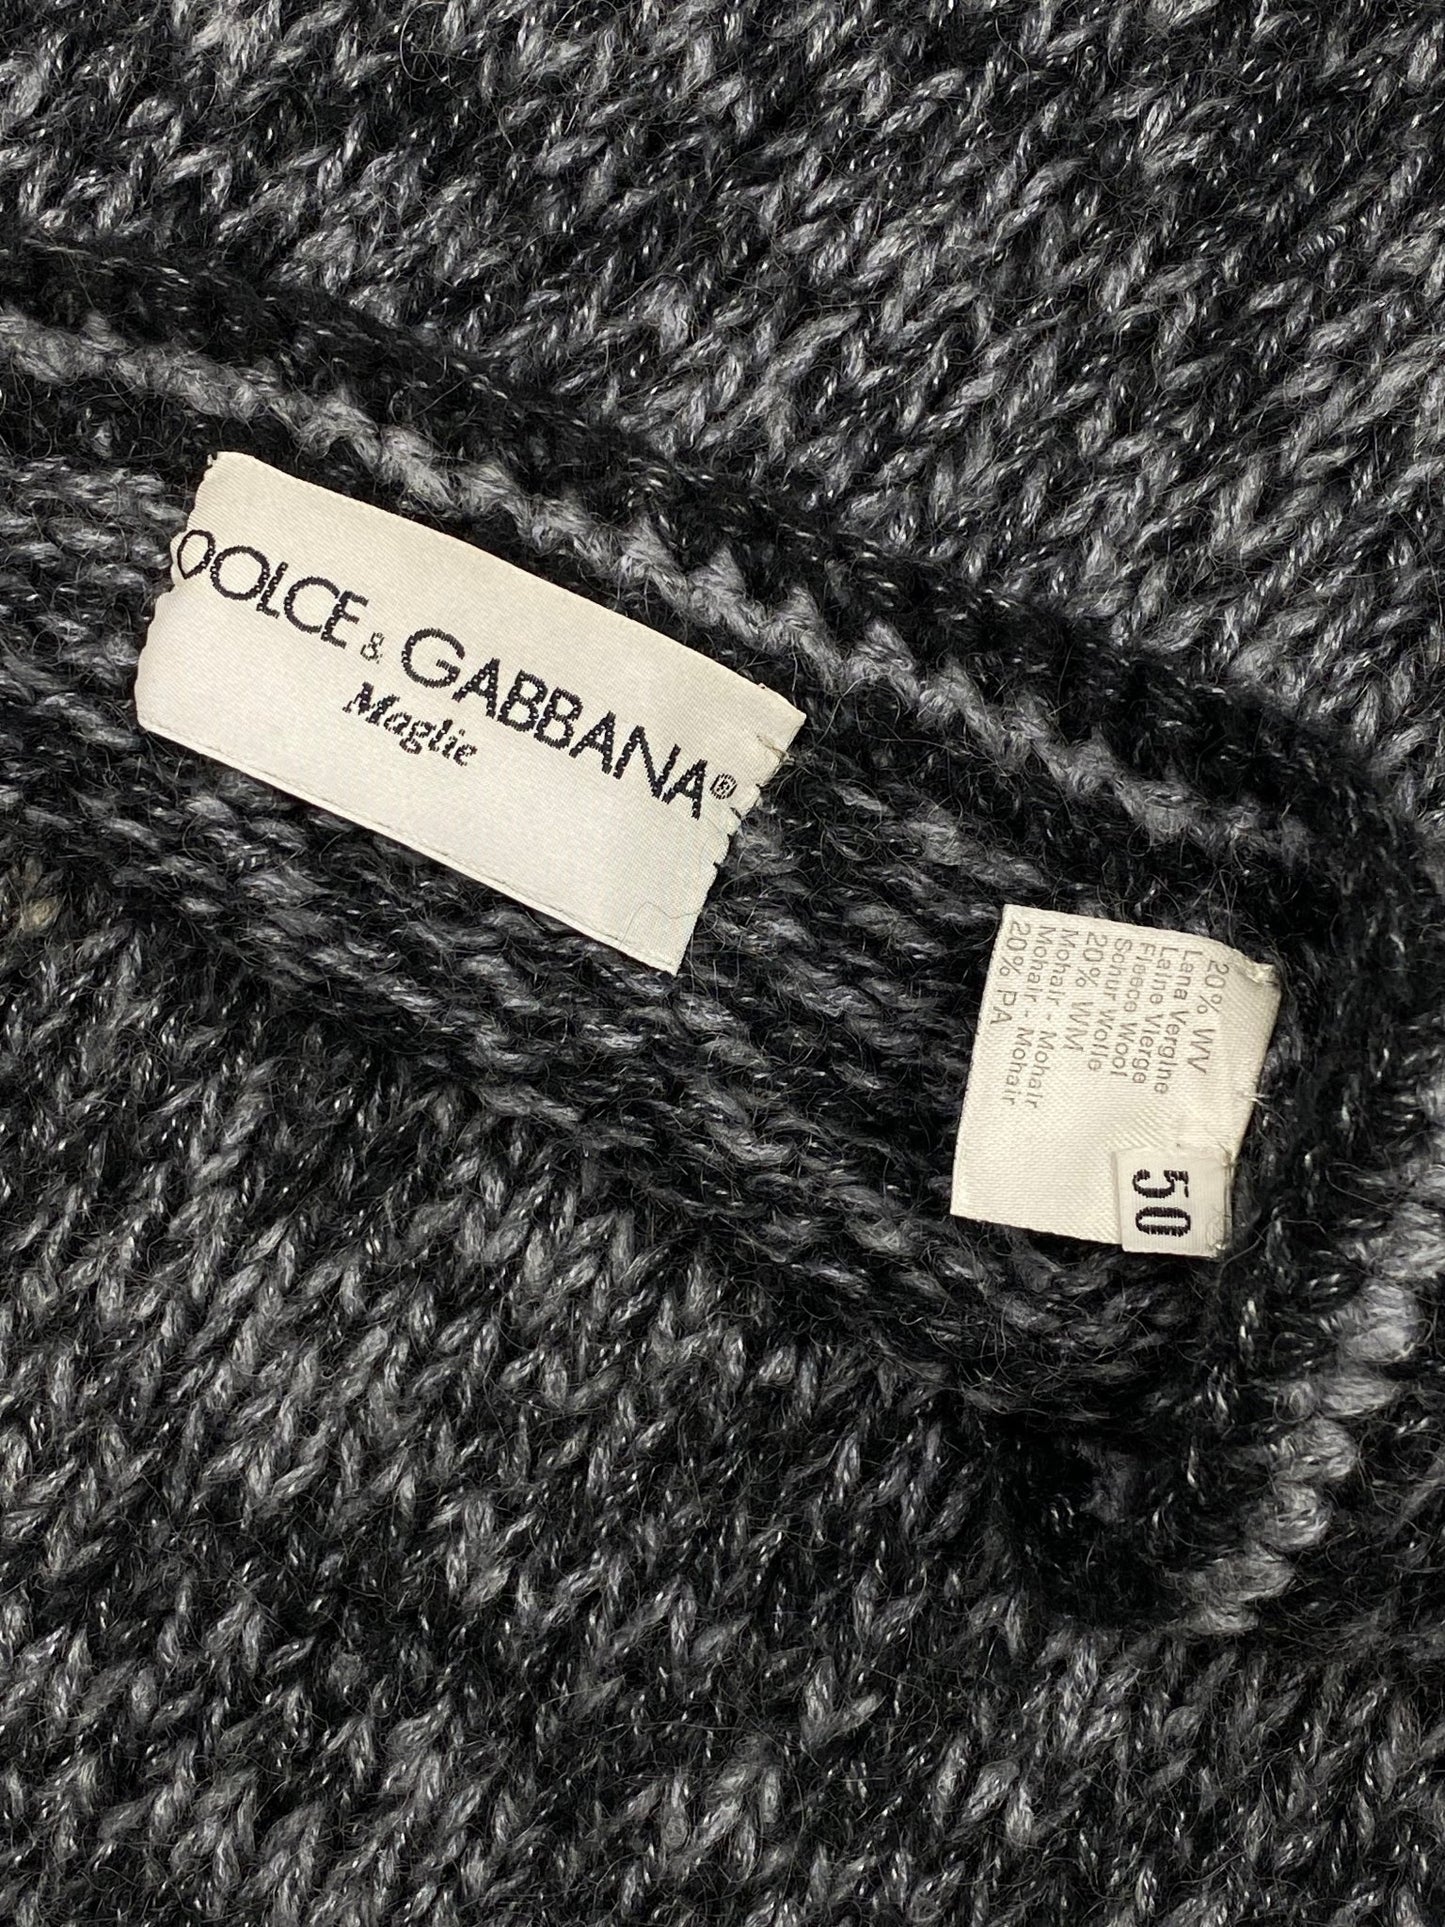 DOLCE & GABBANA®
Maglie
20% WV
Lana Vergine
Laine Vierge
Fleece Wool
Schur Wolle
20% WM
Mohair - Mohair
Mohair - Mohair
20% PA
50